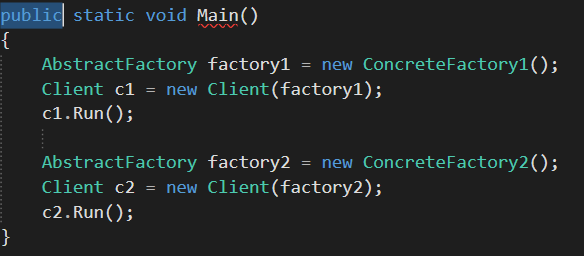 public static void Main()
{
    AbstractFactory factory1 = new ConcreteFactory1();
    Client c1 = new Client(factory1);
    c1.Run();

    AbstractFactory factory2 = new ConcreteFactory2();
    Client c2 = new Client(factory2);
    c2.Run();
}